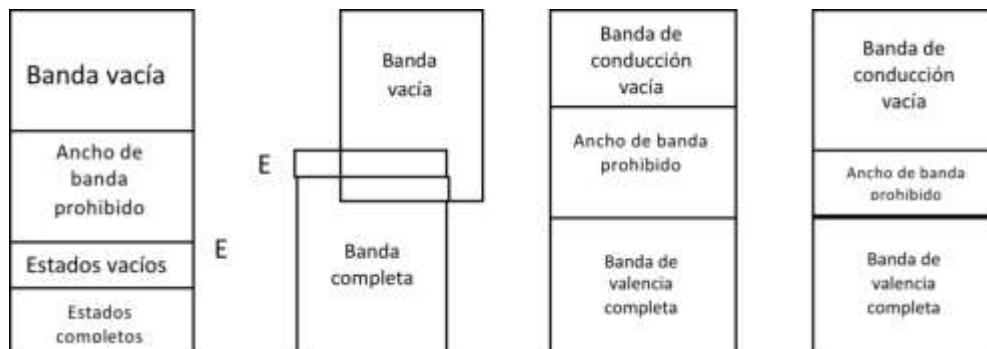 Banda vacía
Ancho de
banda
prohibido
E
Estados vacíos
Estados
completos
Banda
vacía
E
Banda
completa
Banda de
conducción
vacía
Ancho de banda
prohibido
Banda de
valencia
completa
Banda de
conducción
vacía
Ancho de banda
prohibido
Banda de
valencia
completa